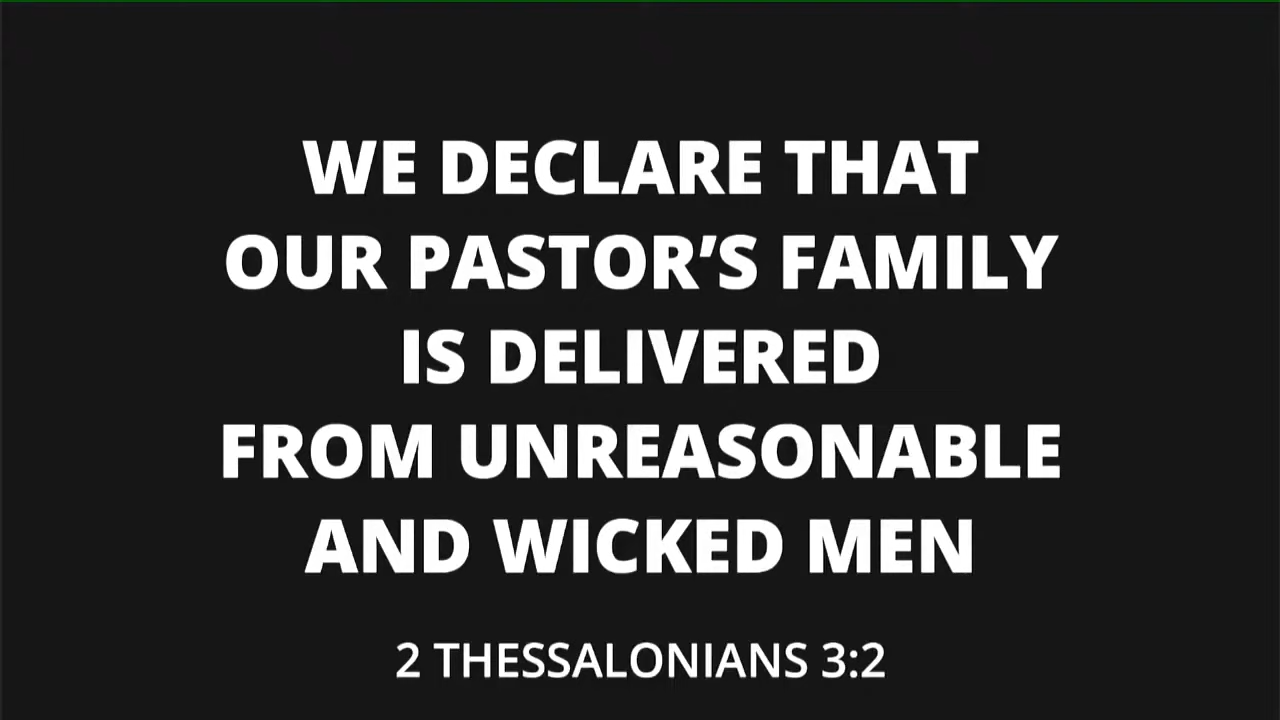 WE DECLARE THAT
OUR PASTOR’S FAMILY
IS DELIVERED
FROM UNREASONABLE
AND WICKED MEN
2 THESSALONIANS 3:2